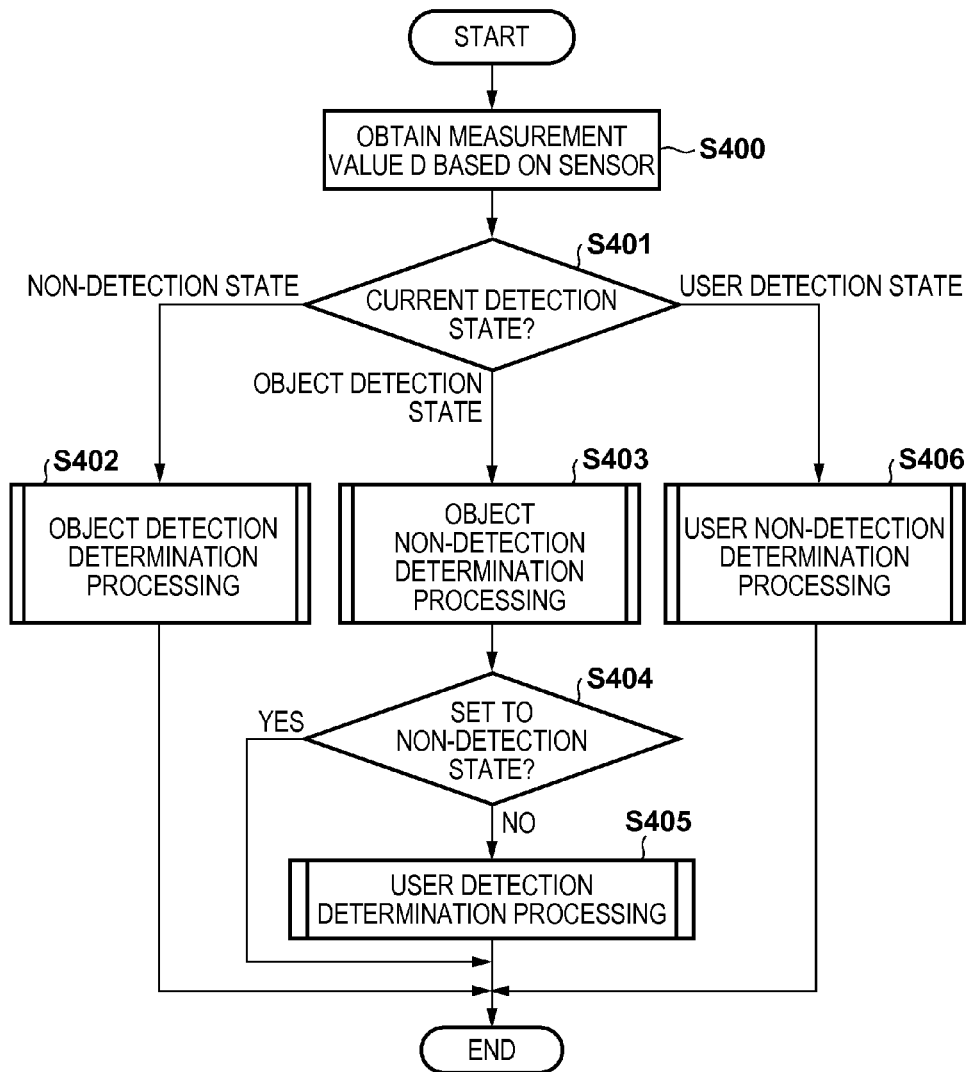 START
OBTAIN MEASUREMENT
VALUE D BASED ON SENSOR
S400
S401
NON-DETECTION STATE
CURRENT DETECTION
STATE?
USER DETECTION STATE
OBJECT DETECTION
STATE
S402
OBJECT DETECTION
DETERMINATION
PROCESSING
S403
OBJECT
NON-DETECTION
DETERMINATION
PROCESSING
S406
USER NON-DETECTION
DETERMINATION
PROCESSING
S404
YES
SET TO
NON-DETECTION
STATE?
NO
S405
USER DETECTION
DETERMINATION PROCESSING
END